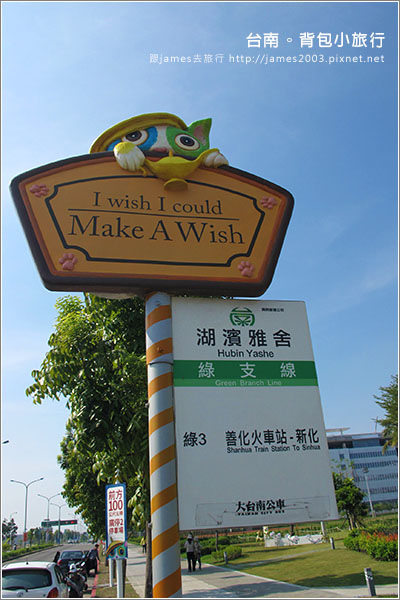 台南。背包小旅行
跟james去旅行 http://james2003.pixnet.net
I wish I could
Make A Wish
湖濱雅舍
Hubin Yashe
綠支線
Green Branch Line
綠3 善化火車站-新化
Shanhua Train Station To Sinhua
大台南公車
TAINAN CITY BUS
前方
100